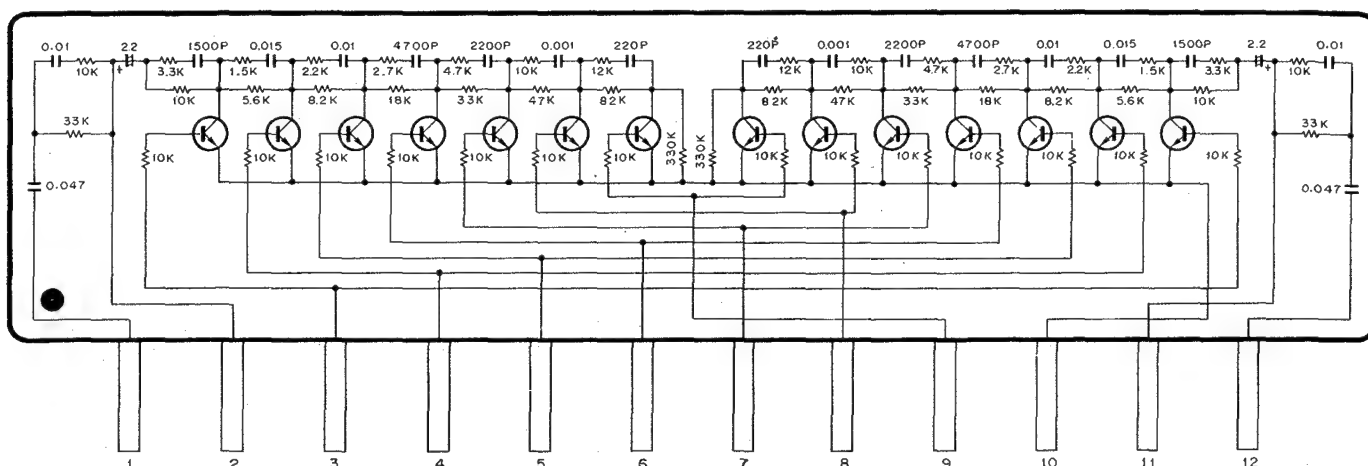 0.01 2.2 1500P 0.015 0.01 4700P 2200P 0.001 220P 220P 0.001 2200P 4700P 0.01 0.015 1500P 2.2 0.01
+ +
10K 3.3K 1.5K 2.2K 2.7K 4.7K 10K 12K 12K 10K 4.7K 2.7K 2.2K 1.5K 3.3K 10K
10K 5.6K 8.2K 18K 33K 47K 82K 82K 47K 33K 18K 8.2K 5.6K 10K
33K 33K
330K 330K
10K 10K 10K 10K 10K 10K 10K 10K 10K 10K 10K 10K 10K 10K
0.047 0.047
1 2 3 4 5 6 7 8 9 10 11 12